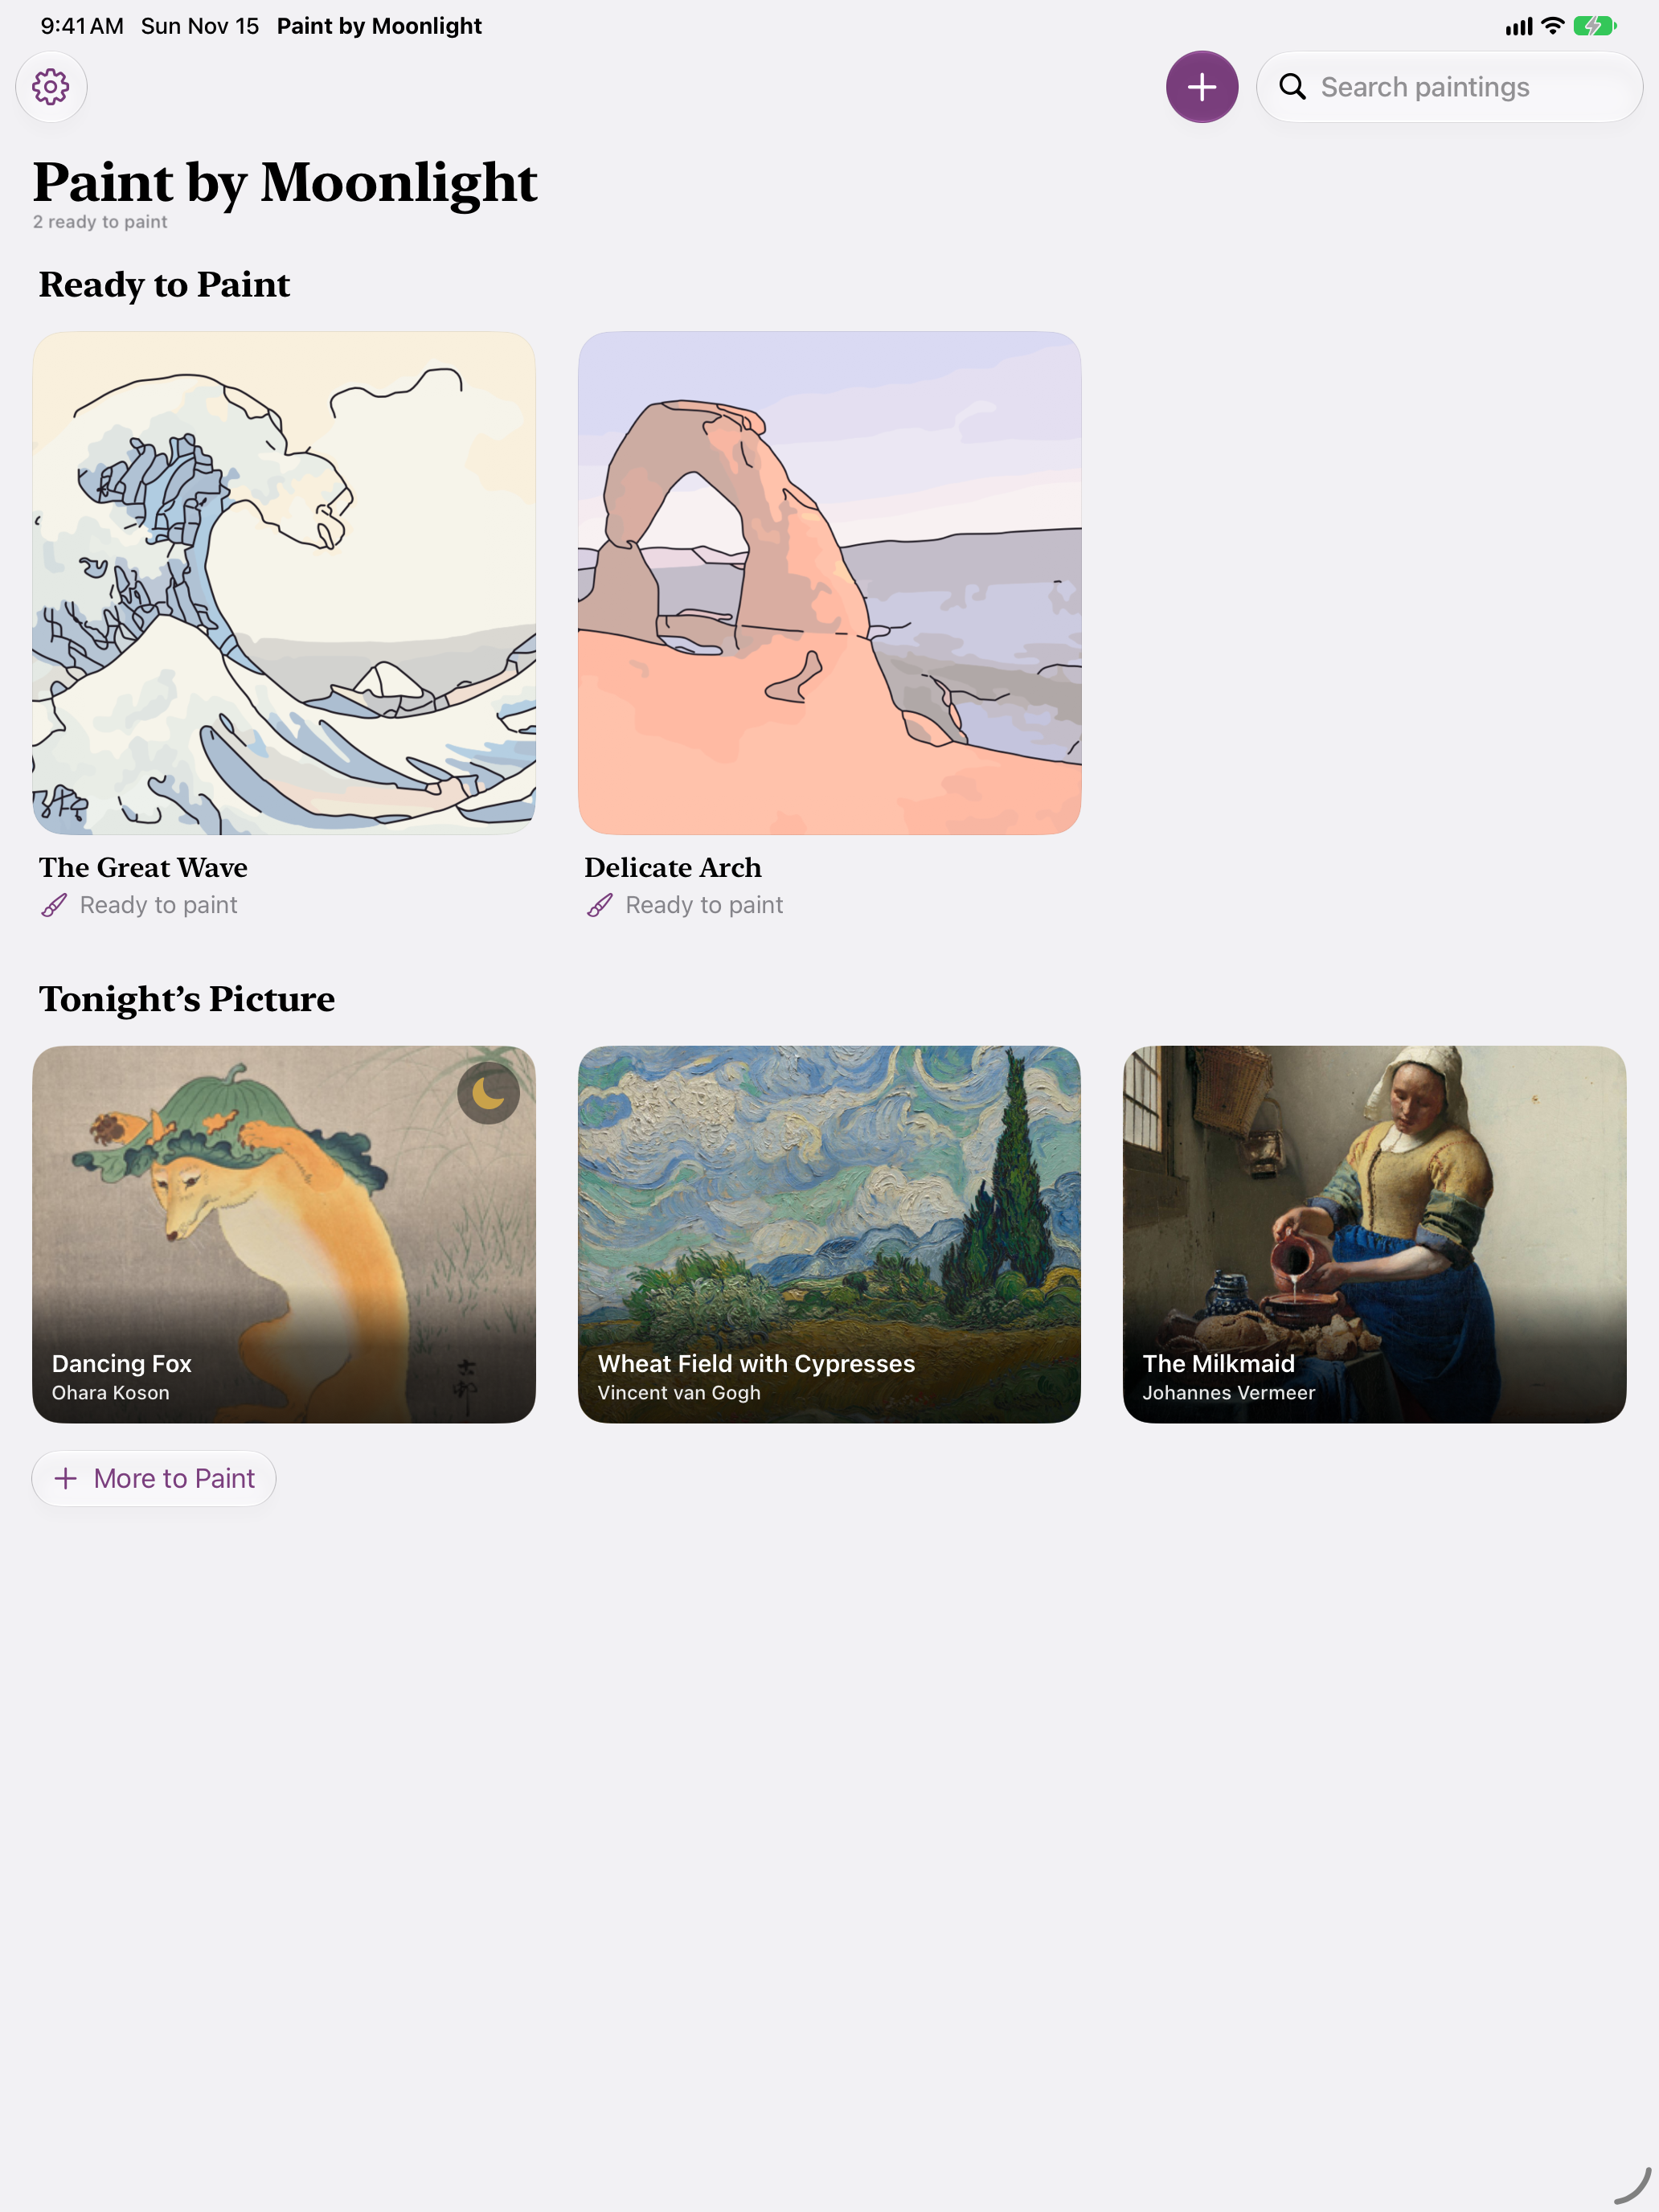 9:41 AM Sun Nov 15 Paint by Moonlight
Search paintings
Paint by Moonlight
2 ready to paint
Ready to Paint
The Great Wave
Ready to paint
Delicate Arch
Ready to paint
Tonight’s Picture
Dancing Fox
Ohara Koson
Wheat Field with Cypresses
Vincent van Gogh
The Milkmaid
Johannes Vermeer
More to Paint